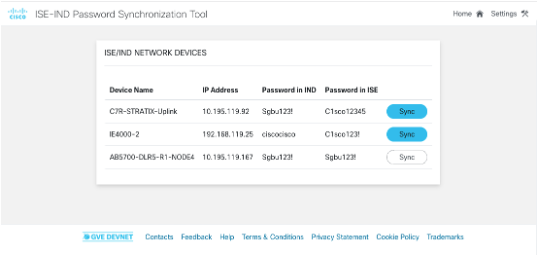 cisco ISE-IND Password Synchronization Tool Home Settings
ISE/IND NETWORK DEVICES
Device Name IP Address Password in IND Password in ISE
C7R-STRATIX-Uplink 10.195.119.92 Sgbu123! C1sco12345 Sync
IE4000-2 192.168.119.25 ciscocisco C1sco123! Sync
AB5700-DLR5-R1-NODE4 10.195.119.167 Sgbu123! Sgbu123! Sync
GVE DEVNET Contacts Feedback Help Terms & Conditions Privacy Statement Cookie Policy Trademarks